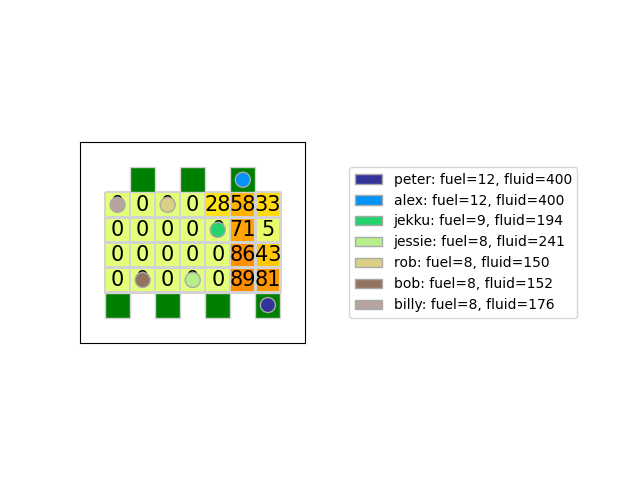 0 0 0 0 28 58 33
0 0 0 0 0 71 5
0 0 0 0 0 86 43
0 0 0 0 0 89 81
peter: fuel=12, fluid=400
alex: fuel=12, fluid=400
jekku: fuel=9, fluid=194
jessie: fuel=8, fluid=241
rob: fuel=8, fluid=150
bob: fuel=8, fluid=152
billy: fuel=8, fluid=176